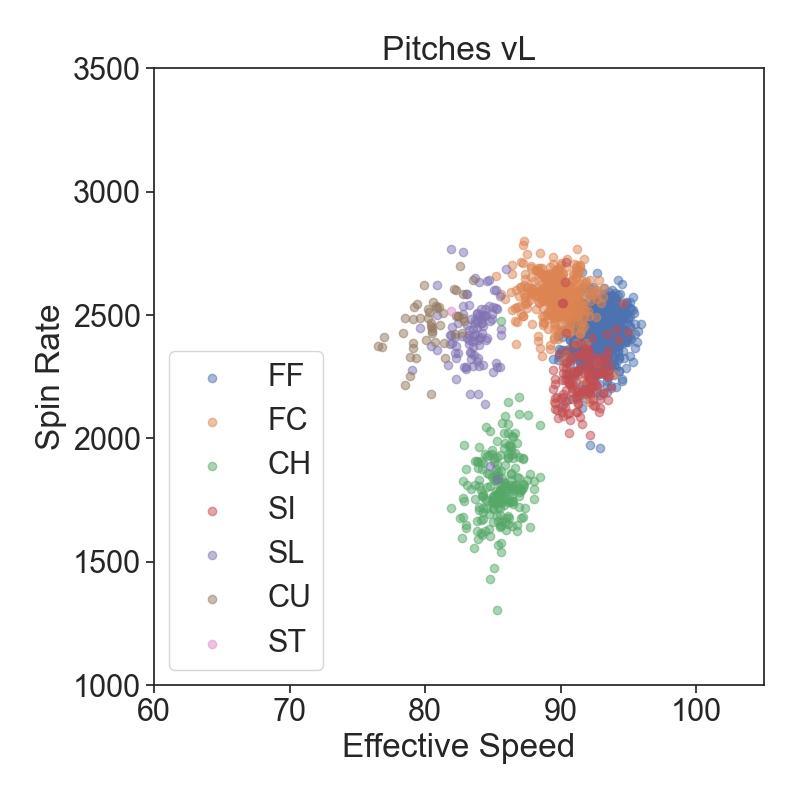 Pitches vL
3500
3000
2500
2000
1500
1000
Spin Rate
FF
FC
CH
SI
SL
CU
ST
60 70 80 90 100
Effective Speed